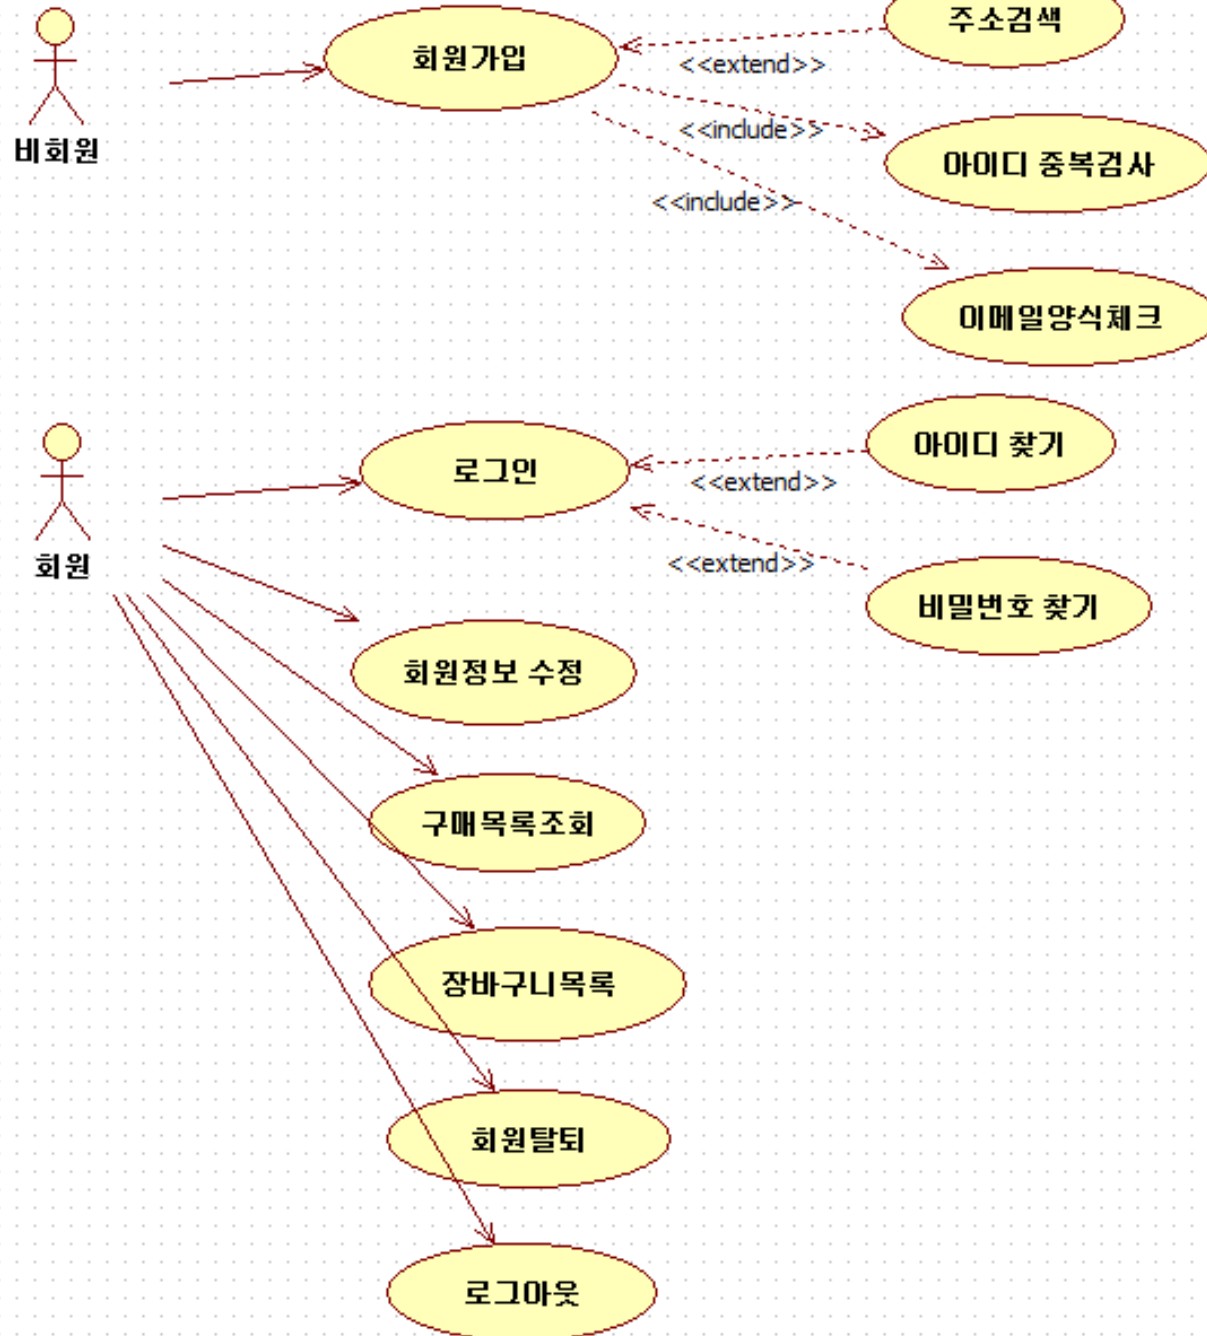 주소검색
회원가입
<<extend>>
<<include>>
비회원
아이디 중복검사
<<include>>
이메일양식체크
아이디 찾기
로그인
<<extend>>
회원
<<extend>>
비밀번호 찾기
회원정보 수정
구매목록조회
장바구니목록
회원탈퇴
로그아웃